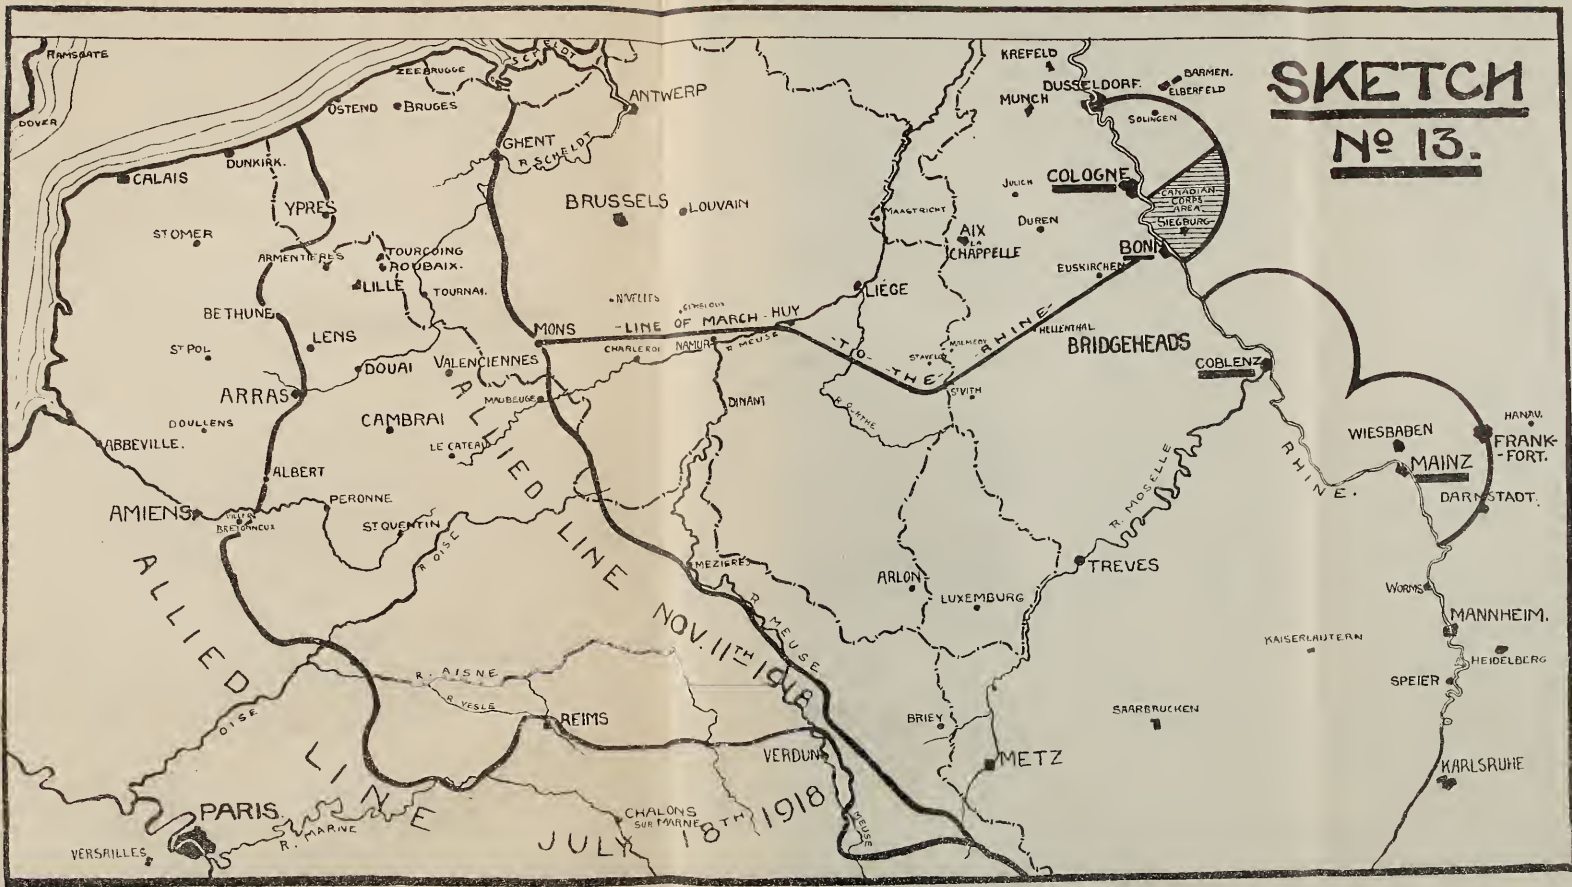 SKETCH
Nº 13.
RAMSGATE
DOVER
ZEEBRUGGE
OSTEND
BRUGES
SCHELDT
ANTWERP
GHENT
R. SCHELDT
DUNKIRK.
CALAIS
YPRES
ST OMER
ARMENTIERES
TOURCOING
ROUBAIX.
LILLE
TOURNAI.
BRUSSELS
LOUVAIN
MAASTRICHT
AIX
LA
CHAPPELLE
LIÉGE
KREFELD
DUSSELDORF.
MUNCH
BARMEN.
ELBERFELD
SOLINGEN
COLOGNE
JULICH
DUREN
CANADIAN
CORPS
AREA
SIEGBURG
BONN
EUSKIRCHEN
BETHUNE
LENS
ST POL
DOUAI
VALENCIENNES
MONS
NIVELLES
GEMBLOUX
-LINE OF MARCH-
HUY
CHARLEROI
NAMUR
R. MEUSE
-TO-THE-RHINE-
STAVELOT
MALMEDY
HELLENTHAL
ST VITH
BRIDGEHEADS
COBLENZ
ARRAS
DOULLENS
CAMBRAI
MAUBEUGE
LE CATEAU
DINANT
R. OURTHE
ABBEVILLE.
ALBERT
AMIENS
VILLERS
BRETONNEUX
PERONNE
ST QUENTIN
R OISE
MEZIERES
R. MEUSE
ARLON
LUXEMBURG
TREVES
R. MOSELLE
RHINE.
WIESBADEN
MAINZ
HANAU.
FRANK-
-FORT.
DARMSTADT.
WORMS
MANNHEIM.
HEIDELBERG
SPEIER
KAISERLAUTERN
SAARBRUCKEN
KARLSRUHE
ALLIED LINE NOV. 11TH 1918
R. AISNE
R. VESLE
REIMS
VERDUN
BRIEY
METZ
OISE
PARIS.
VERSAILLES
R. MARNE
CHALONS
SUR MARNE
MEUSE
ALLIED LINE JULY 18TH 1918